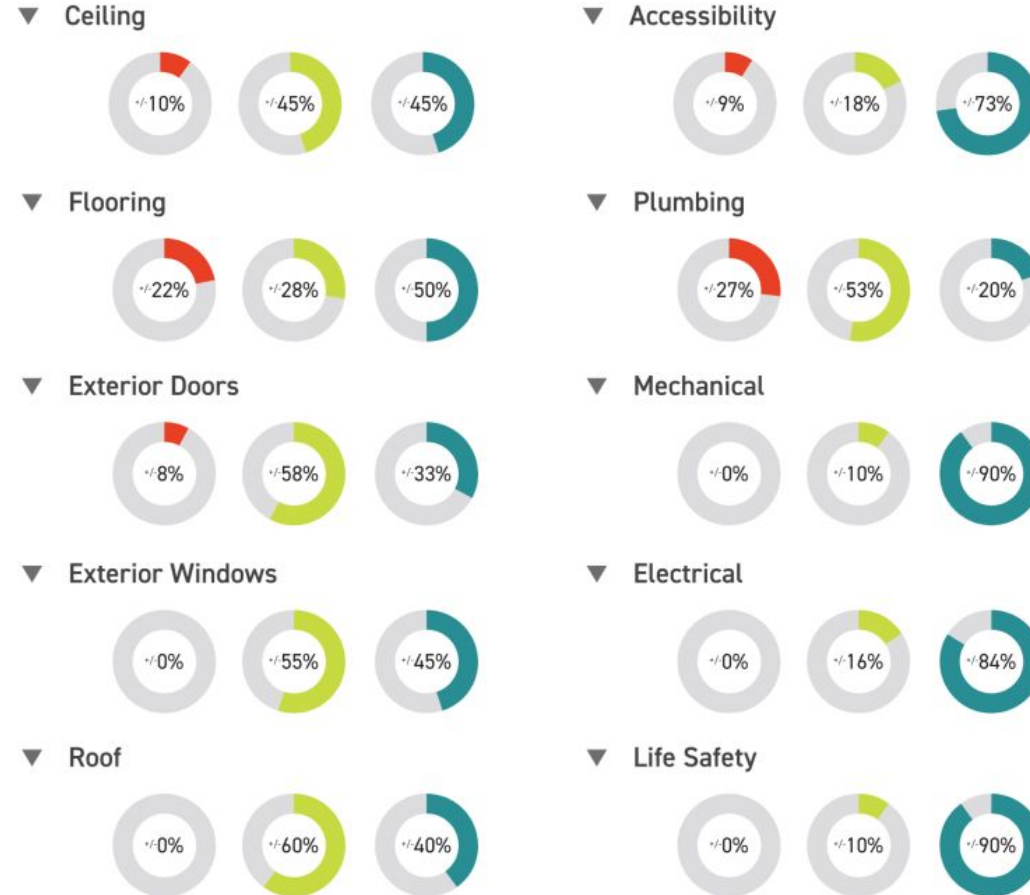 Ceiling
+/-10% +/-45% +/-45%
Flooring
+/-22% +/-28% +/-50%
Exterior Doors
+/-8% +/-58% +/-33%
Exterior Windows
+/-0% +/-55% +/-45%
Roof
+/-0% +/-60% +/-40%
Accessibility
+/-9% +/-18% +/-73%
Plumbing
+/-27% +/-53% +/-20%
Mechanical
+/-0% +/-10% +/-90%
Electrical
+/-0% +/-16% +/-84%
Life Safety
+/-0% +/-10% +/-90%